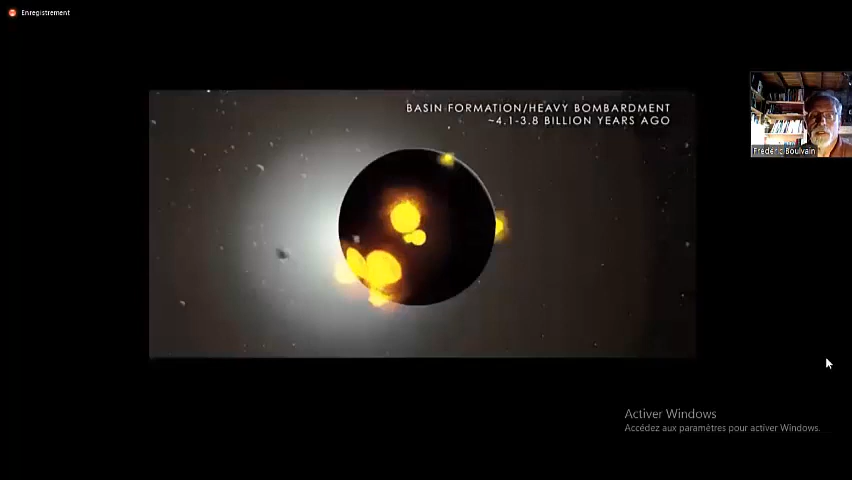 Enregistrement
BASIN FORMATION/HEAVY BOMBARDMENT
~4.1-3.8 BILLION YEARS AGO
Frédéric Boulvain
Activer Windows
Accédez aux paramètres pour activer Windows.